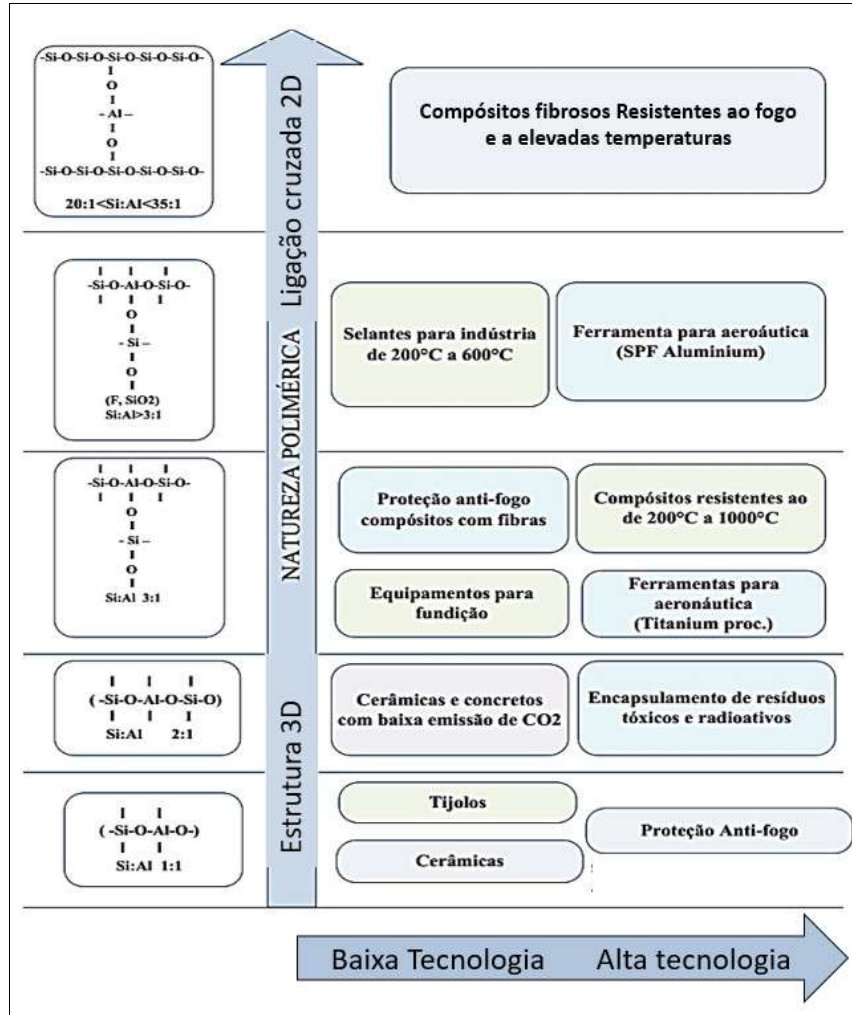 -Si-O-Si-O-Si-O-Si-O-Si-O-
I
O
I
- Al –
I
O
I
-Si-O-Si-O-Si-O-Si-O-Si-O-
20:1<Si:Al<35:1
Compósitos fibrosos Resistentes ao fogo
e a elevadas temperaturas
I I I
-Si-O-Al-O-Si-O-
I I I
O
I
- Si –
I
O
I
(F, SiO2)
Si:Al>3:1
Selantes para indústria
de 200°C a 600°C
Ferramenta para aeroáutica
(SPF Aluminium)
I I I
-Si-O-Al-O-Si-O-
I I I
O
I
- Si –
I
O
I
Si:Al 3:1
Proteção anti-fogo
compósitos com fibras
Compósitos resistentes ao
de 200°C a 1000°C
Equipamentos para
fundição
Ferramentas para
aeronáutica
(Titanium proc.)
I I I
( -Si-O-Al-O-Si-O)
I I I
Si:Al 2:1
Cerâmicas e concretos
com baixa emissão de CO2
Encapsulamento de resíduos
tóxicos e radioativos
I I
( -Si-O-Al-O-)
I I
Si:Al 1:1
Tijolos
Cerâmicas
Proteção Anti-fogo
Ligação cruzada 2D
NATUREZA POLIMÉRICA
Estrutura 3D
Baixa Tecnologia
Alta tecnologia